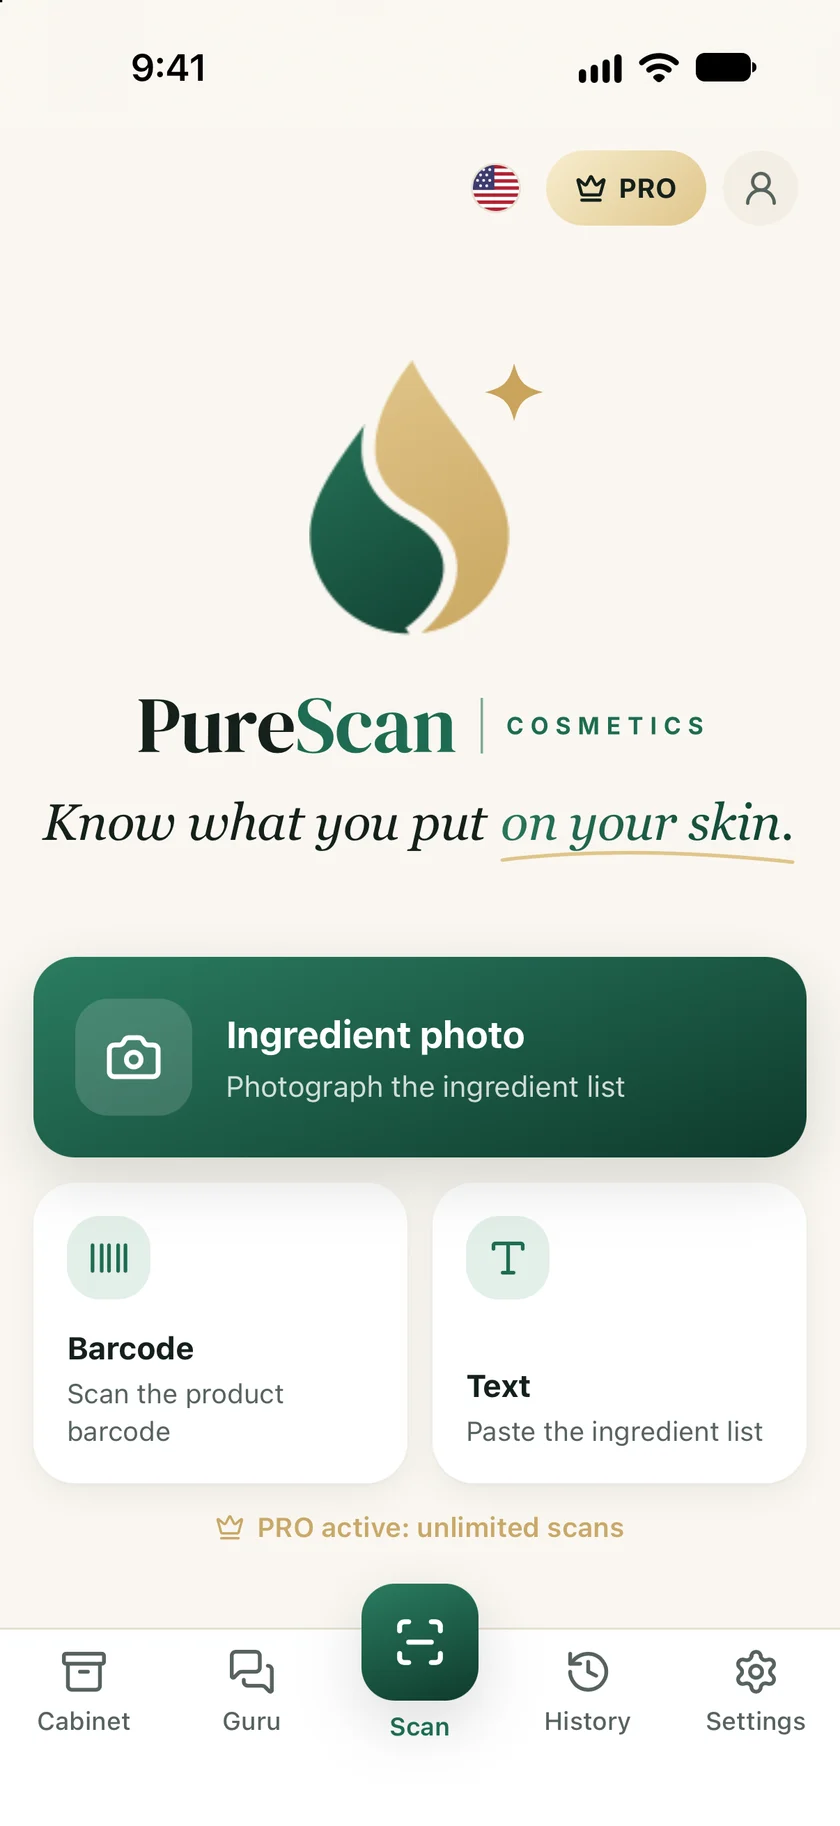 9:41
PRO
PureScan | COSMETICS
Know what you put on your skin.
Ingredient photo
Photograph the ingredient list
Barcode
Scan the product
barcode
Text
Paste the ingredient list
PRO active: unlimited scans
Cabinet
Guru
Scan
History
Settings